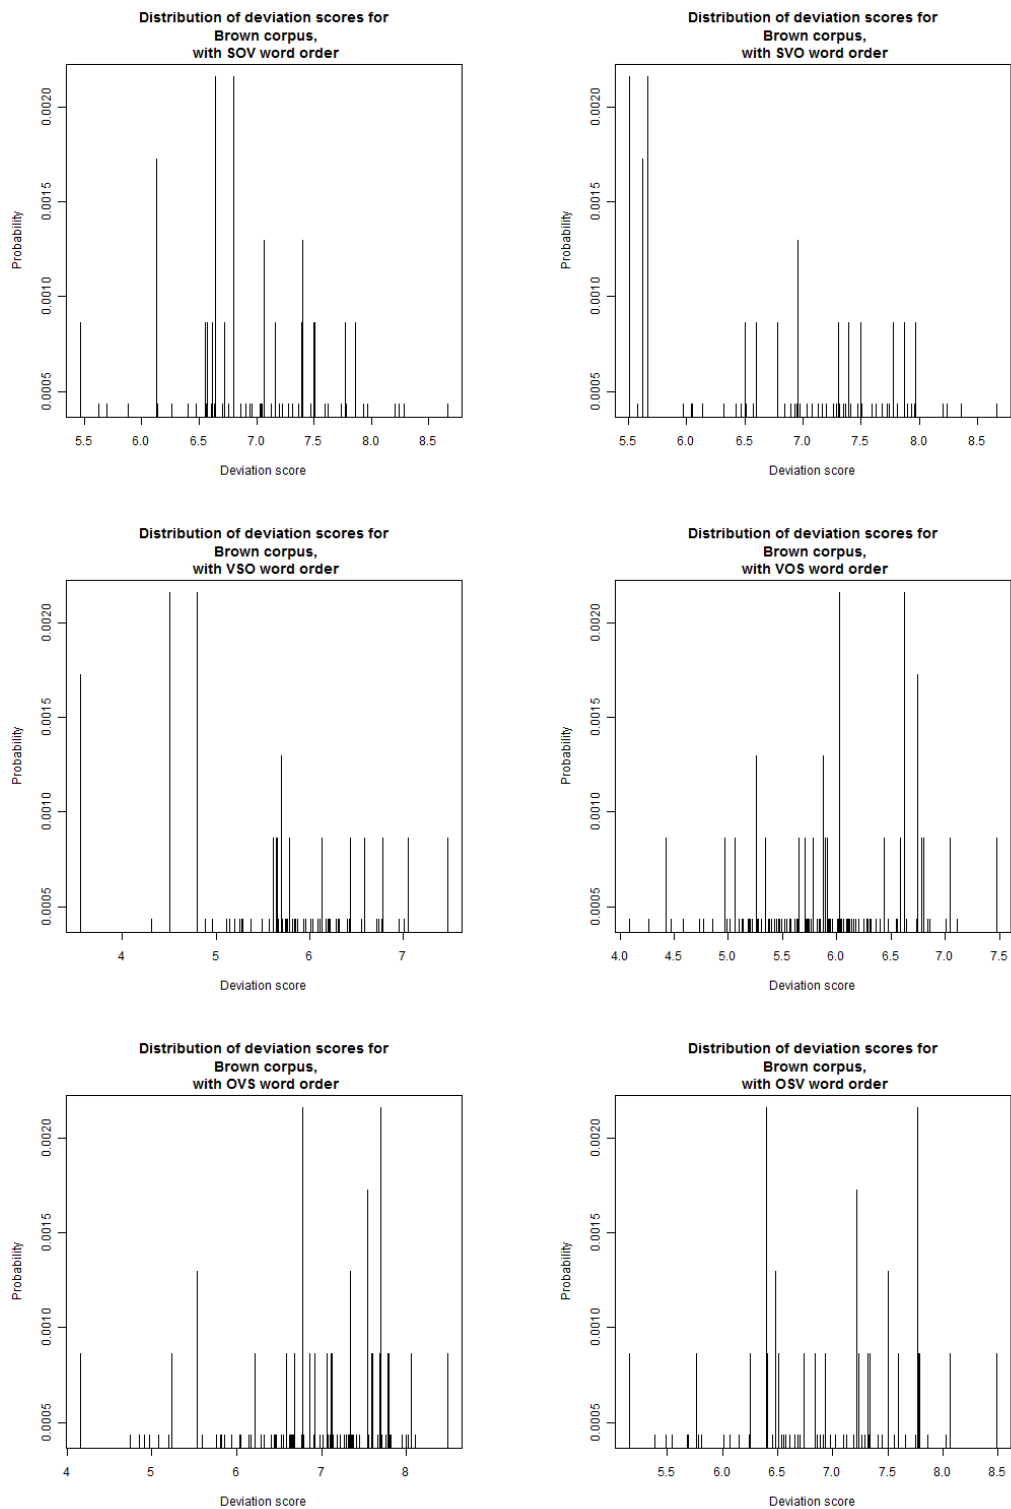 Distribution of deviation scores for
Brown corpus,
with SOV word order
Probability
0.0005 0.0010 0.0015 0.0020
5.5 6.0 6.5 7.0 7.5 8.0 8.5
Deviation score
Distribution of deviation scores for
Brown corpus,
with SVO word order
Probability
0.0005 0.0010 0.0015 0.0020
5.5 6.0 6.5 7.0 7.5 8.0 8.5
Deviation score
Distribution of deviation scores for
Brown corpus,
with VSO word order
Probability
0.0005 0.0010 0.0015 0.0020
4 5 6 7
Deviation score
Distribution of deviation scores for
Brown corpus,
with VOS word order
Probability
0.0005 0.0010 0.0015 0.0020
4.0 4.5 5.0 5.5 6.0 6.5 7.0 7.5
Deviation score
Distribution of deviation scores for
Brown corpus,
with OVS word order
Probability
0.0005 0.0010 0.0015 0.0020
4 5 6 7 8
Deviation score
Distribution of deviation scores for
Brown corpus,
with OSV word order
Probability
0.0005 0.0010 0.0015 0.0020
5.5 6.0 6.5 7.0 7.5 8.0 8.5
Deviation score